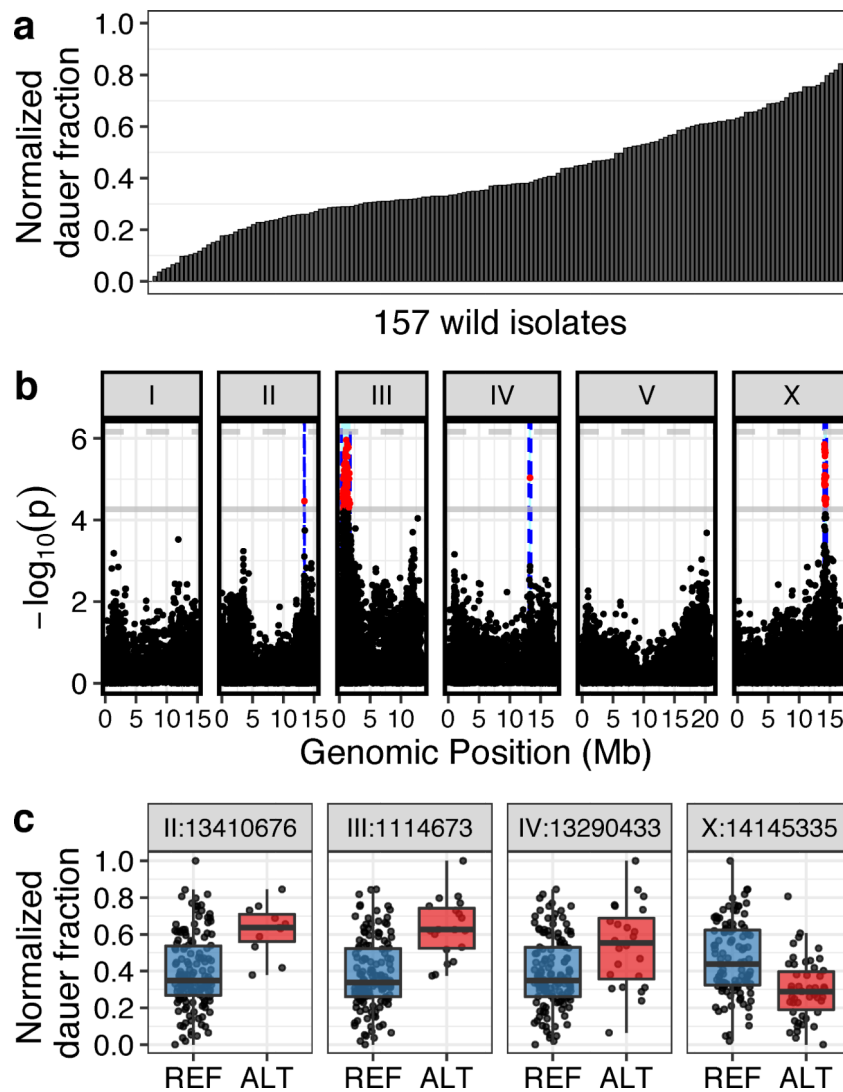 a
Normalized
dauer fraction
1.0
0.8
0.6
0.4
0.2
0.0
157 wild isolates
b
I II III IV V X
−log10(p)
6
4
2
0
0 5 10 15 0 5 10 15 0 5 10 0 5 10 15 0 5 10 15 20 0 5 10 15
Genomic Position (Mb)
c
II:13410676 III:1114673 IV:13290433 X:14145335
Normalized
dauer fraction
1.0
0.8
0.6
0.4
0.2
0.0
REF ALT REF ALT REF ALT REF ALT